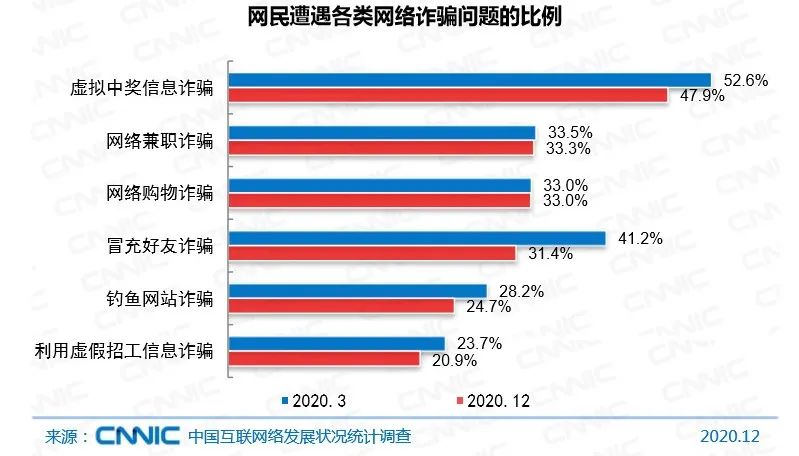 网民遭遇各类网络诈骗问题的比例
虚拟中奖信息诈骗 52.6%
47.9%
网络兼职诈骗 33.5%
33.3%
网络购物诈骗 33.0%
33.0%
冒充好友诈骗 41.2%
31.4%
钓鱼网站诈骗 28.2%
24.7%
利用虚假招工信息诈骗 23.7%
20.9%
2020. 3 2020. 12
来源： CNNIC 中国互联网络发展状况统计调查 2020.12